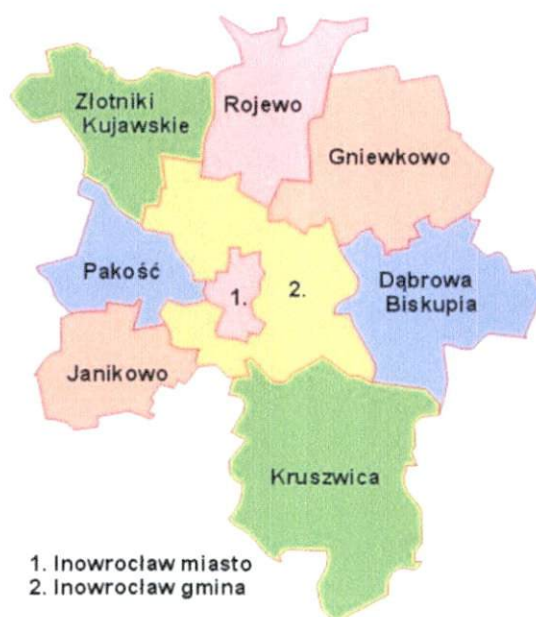 Złotniki
Kujawskie
Rojewo
Gniewkowo
Pakość
1.
2.
Dąbrowa
Biskupia
Janikowo
Kruszwica
1. Inowrocław miasto
2. Inowrocław gmina